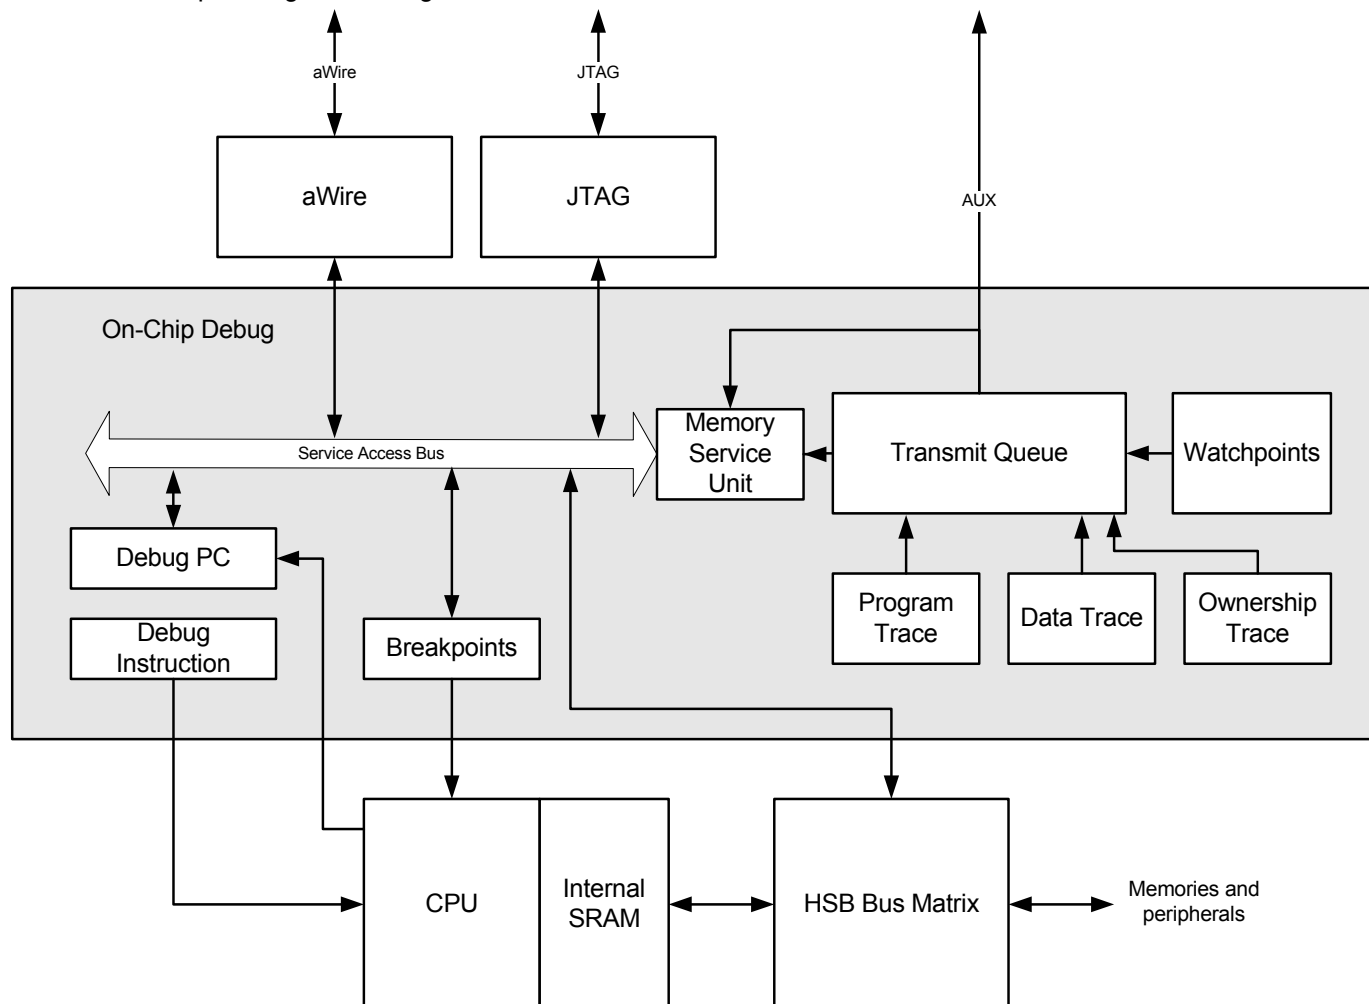 aWire
JTAG
aWire
JTAG
AUX
On-Chip Debug
Service Access Bus
Memory
Service
Unit
Transmit Queue
Watchpoints
Debug PC
Debug
Instruction
Breakpoints
Program
Trace
Data Trace
Ownership
Trace
CPU
Internal
SRAM
HSB Bus Matrix
Memories and
peripherals